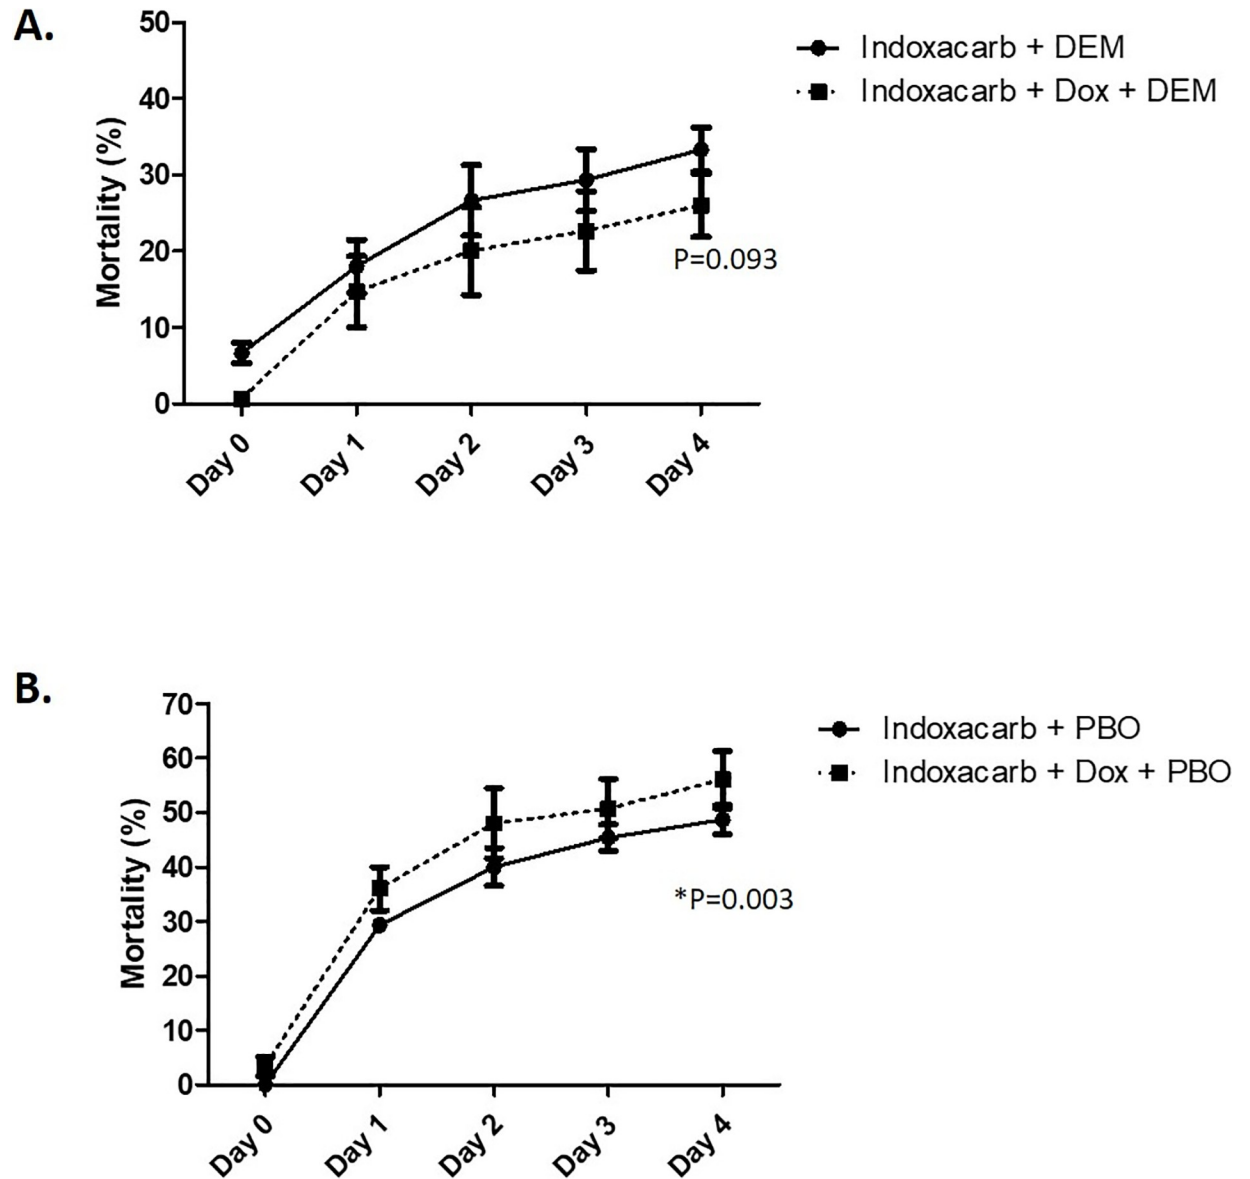 A.
50
40
30
20
10
0
Mortality (%)
Day 0
Day 1
Day 2
Day 3
Day 4
Indoxacarb + DEM
Indoxacarb + Dox + DEM
P=0.093
B.
70
60
50
40
30
20
10
0
Mortality (%)
Day 0
Day 1
Day 2
Day 3
Day 4
Indoxacarb + PBO
Indoxacarb + Dox + PBO
*P=0.003